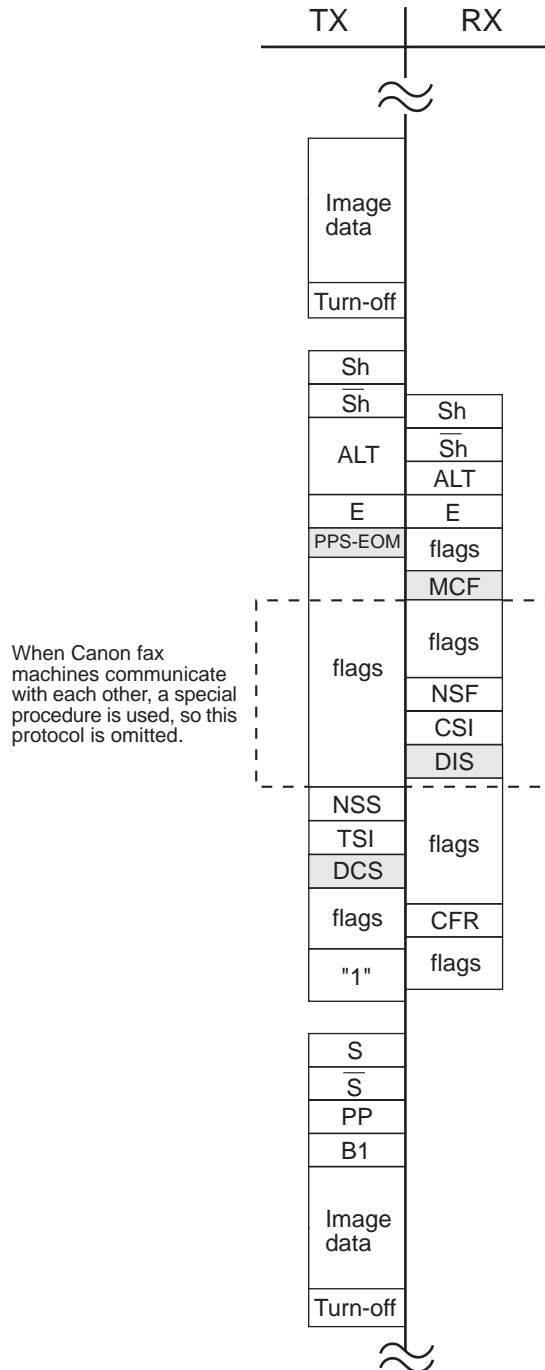 TX
RX
Image
data
Turn-off
Sh
S̅h̅
ALT
E
PPS-EOM
Sh
S̅h̅
ALT
E
flags
MCF
When Canon fax
machines communicate
with each other, a special
procedure is used, so this
protocol is omitted.
flags
flags
NSF
CSI
DIS
NSS
TSI
DCS
flags
"1"
flags
CFR
flags
S
S̅
PP
B1
Image
data
Turn-off